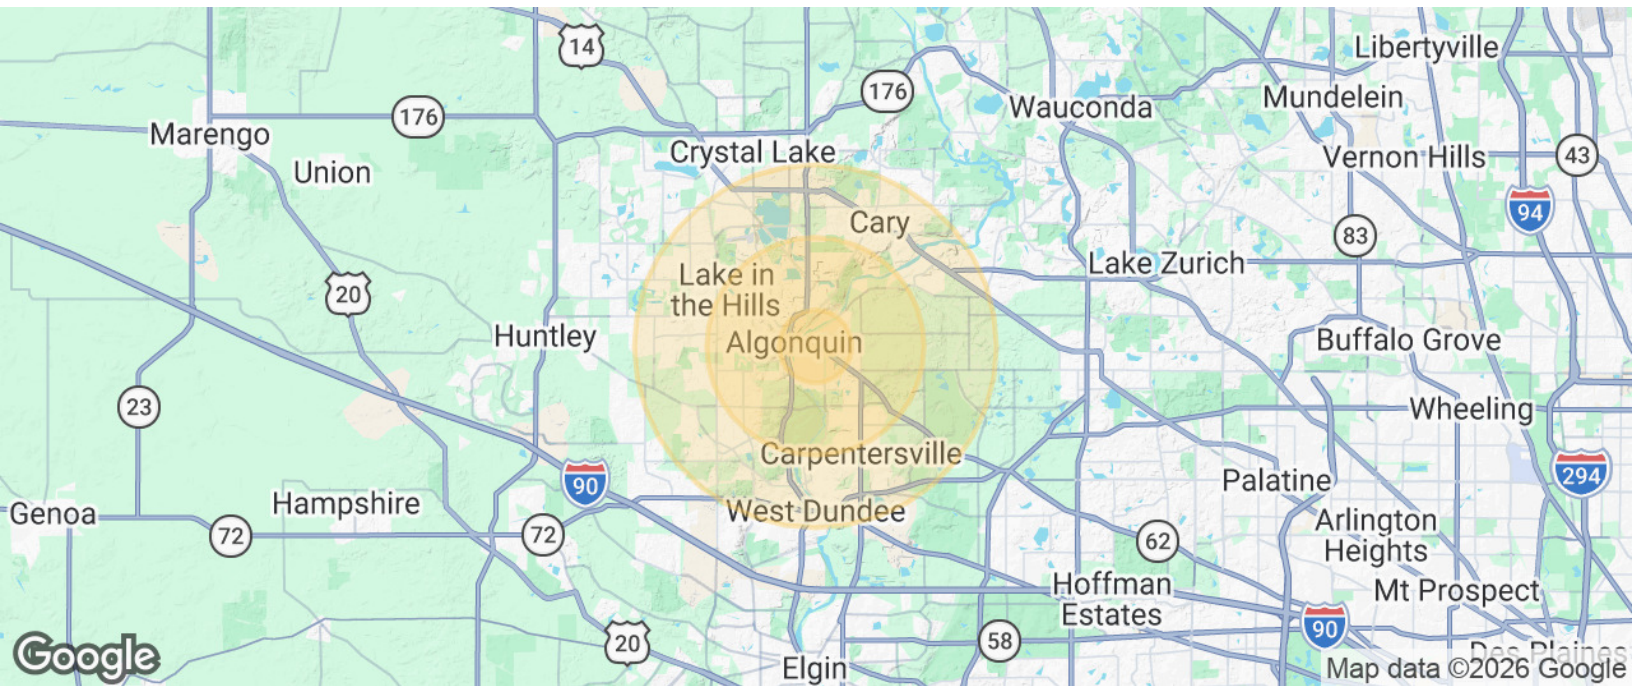 14
Libertyville
176
Wauconda
Mundelein
176
Marengo
Crystal Lake
Vernon Hills
43
Union
94
Cary
83
Lake Zurich
Lake in
the Hills
20
Huntley
Algonquin
Buffalo Grove
23
Wheeling
Carpentersville
294
90
Palatine
Hampshire
Genoa
West Dundee
Arlington
Heights
72
72
62
Hoffman
Estates
Mt Prospect
90
20
58
Des Plaines
Google
Elgin
Map data ©2026 Google